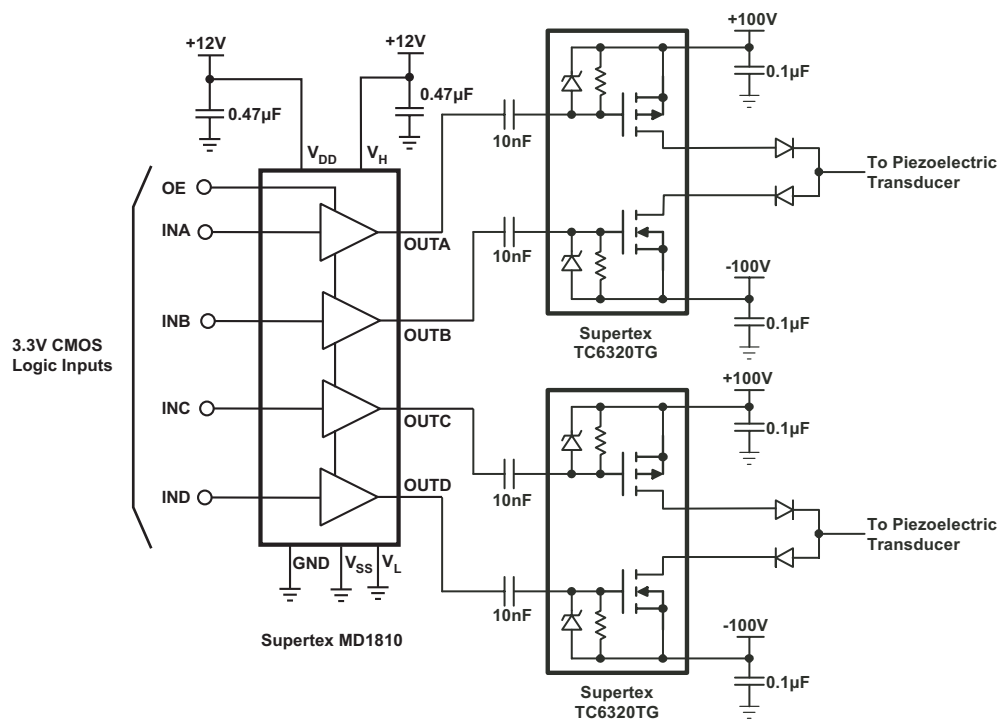 +12V
+12V
0.47µF
0.47µF
VDD
VH
OE
INA
INB
INC
IND
3.3V CMOS
Logic Inputs
OUTA
OUTB
OUTC
OUTD
GND
VSS
VL
Supertex MD1810
10nF
10nF
10nF
10nF
+100V
0.1µF
To Piezoelectric
Transducer
-100V
0.1µF
Supertex
TC6320TG
+100V
0.1µF
To Piezoelectric
Transducer
-100V
0.1µF
Supertex
TC6320TG